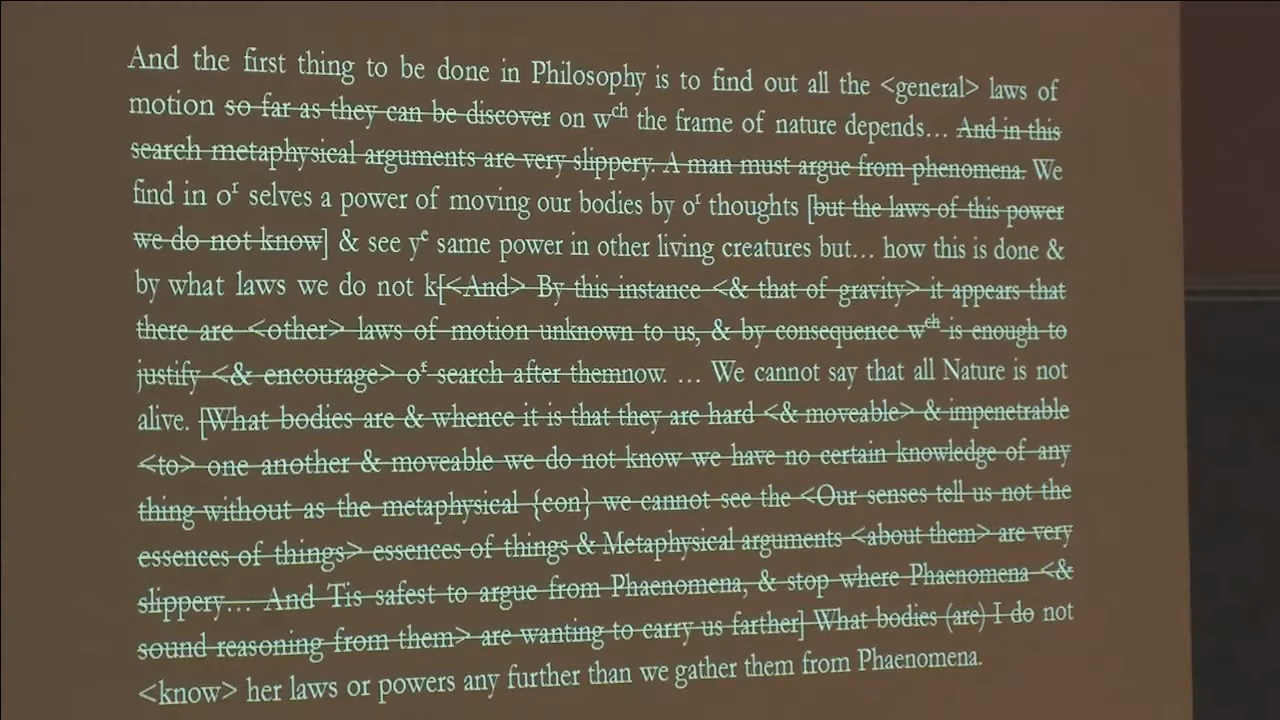 And the first thing to be done in Philosophy is to find out all the <general> laws of
motion so far as they can be discover on wch the frame of nature depends... And in this
search metaphysical arguments are very slippery. A man must argue from phenomena. We
find in or selves a power of moving our bodies by or thoughts [but the laws of this power
we do not know] & see ye same power in other living creatures but... how this is done &
by what laws we do not k[<And> By this instance <& that of gravity> it appears that
there are <other> laws of motion unknown to us, & by consequence wch is enough to
justify <& encourage> or search after themnow. ... We cannot say that all Nature is not
alive. [What bodies are & whence it is that they are hard <& moveable> & impenetrable
<to> one another & moveable we do not know we have no certain knowledge of any
thing without as the metaphysical {con} we cannot see the <Our senses tell us not the
essences of things> essences of things & Metaphysical arguments <about them> are very
slippery... And Tis safest to argue from Phaenomena, & stop where Phaenomena <&
sound reasoning from them> are wanting to carry us farther] What bodies (are) I do not
<know> her laws or powers any further than we gather them from Phaenomena.